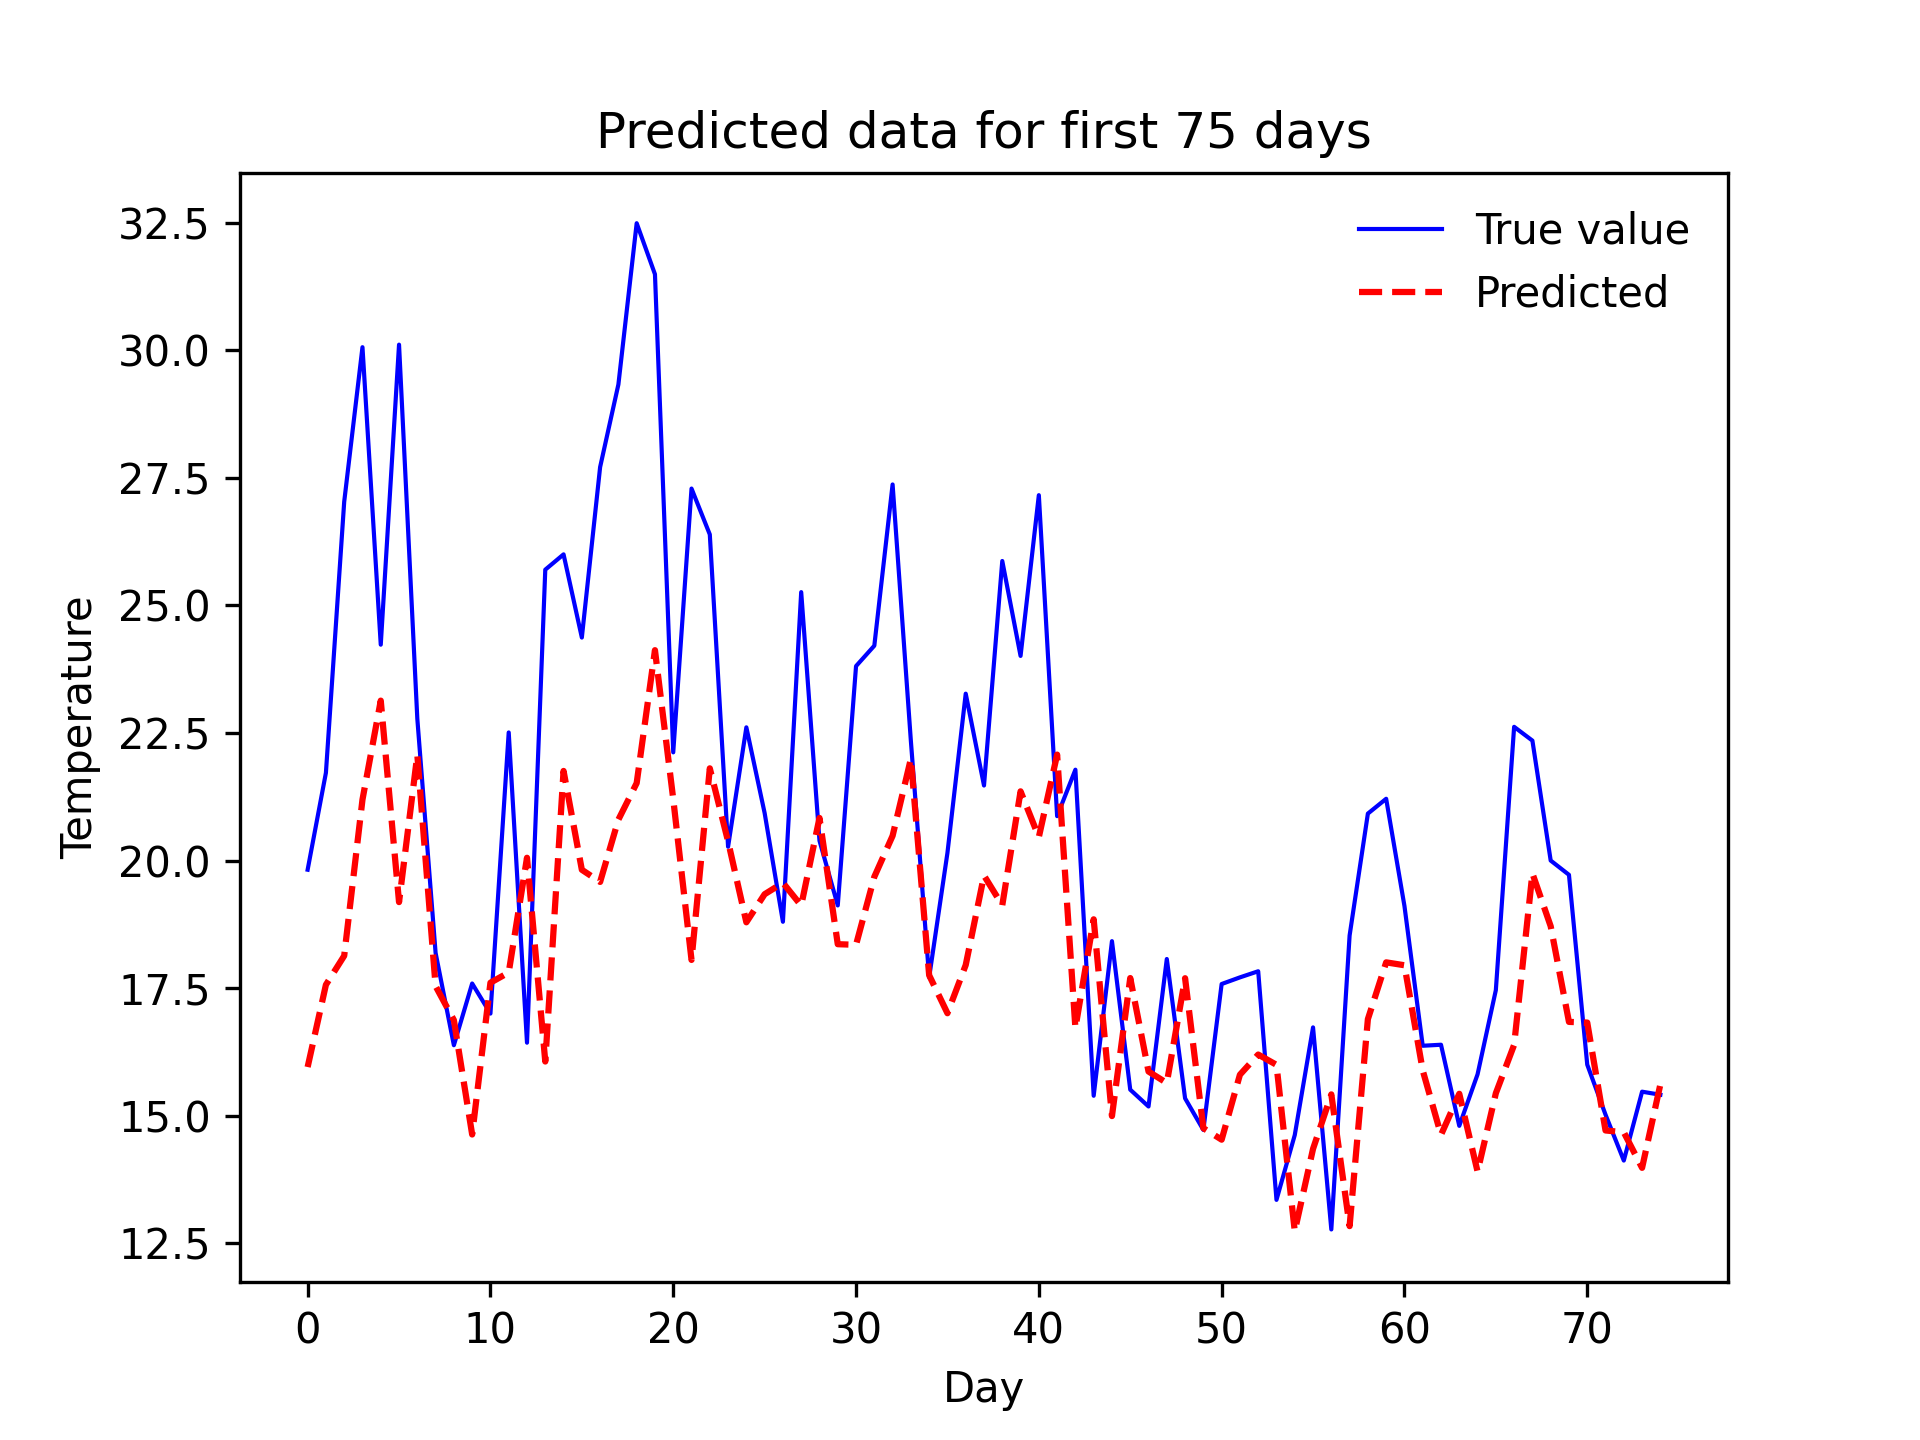 Predicted data for first 75 days
True value
Predicted
32.5
30.0
27.5
25.0
22.5
20.0
17.5
15.0
12.5
Temperature
0 10 20 30 40 50 60 70
Day